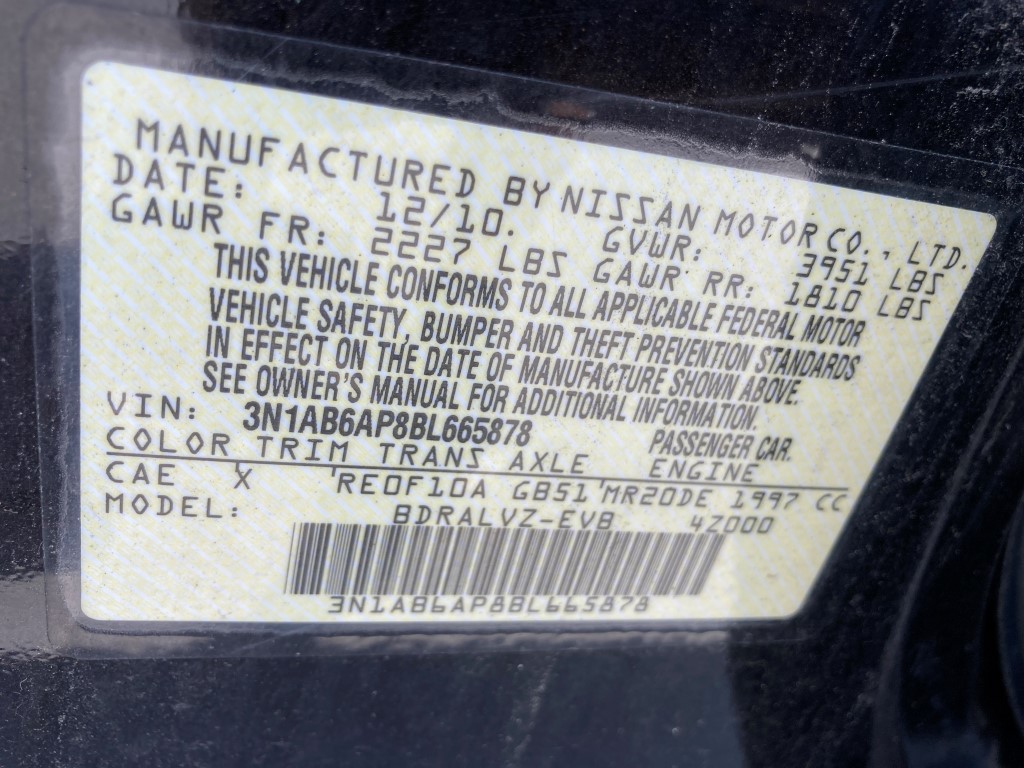 MANUFACTURED BY NISSAN MOTOR CO., LTD.
DATE: 12/10. GVWR: 3951 LBS
GAWR FR: 2227 LBS GAWR RR: 1810 LBS
THIS VEHICLE CONFORMS TO ALL APPLICABLE FEDERAL MOTOR
VEHICLE SAFETY, BUMPER AND THEFT PREVENTION STANDARDS
IN EFFECT ON THE DATE OF MANUFACTURE SHOWN ABOVE.
SEE OWNER'S MANUAL FOR ADDITIONAL INFORMATION.
VIN: 3N1AB6AP8BL665878 PASSENGER CAR.
COLOR TRIM TRANS AXLE ENGINE
CAE X RE0F10A GB51 MR20DE 1997 CC
MODEL: BDRALVZ-EVB 4Z000
3N1AB6AP8BL665878